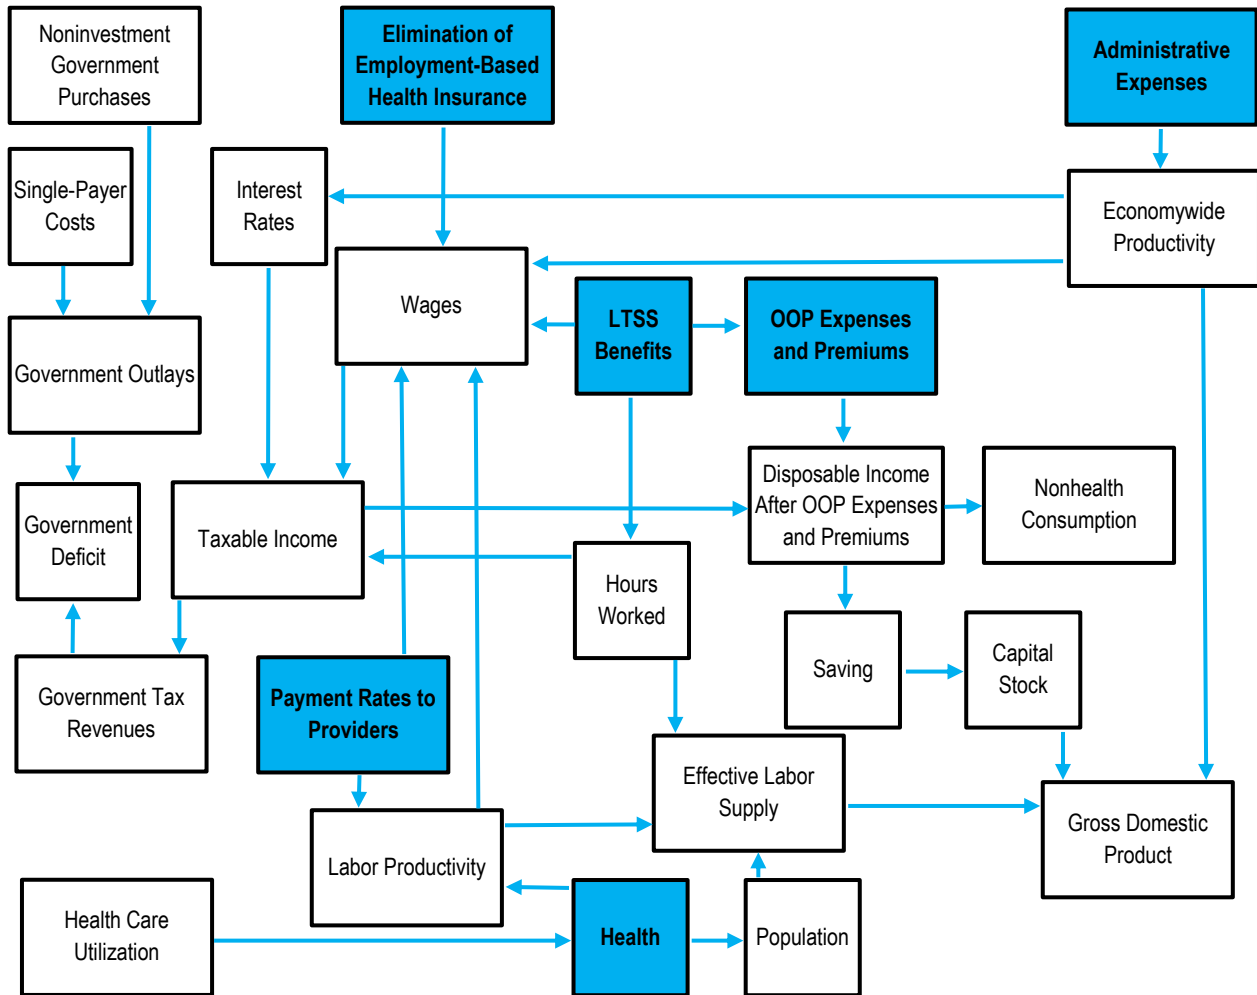 Noninvestment
Government
Purchases
Elimination of
Employment-Based
Health Insurance
Administrative
Expenses
Single-Payer
Costs
Interest
Rates
Economywide
Productivity
Wages
LTSS
Benefits
OOP Expenses
and Premiums
Government Outlays
Government
Deficit
Taxable Income
Disposable Income
After OOP Expenses
and Premiums
Nonhealth
Consumption
Hours
Worked
Saving
Capital
Stock
Government Tax
Revenues
Payment Rates to
Providers
Effective Labor
Supply
Gross Domestic
Product
Labor Productivity
Health Care
Utilization
Health
Population